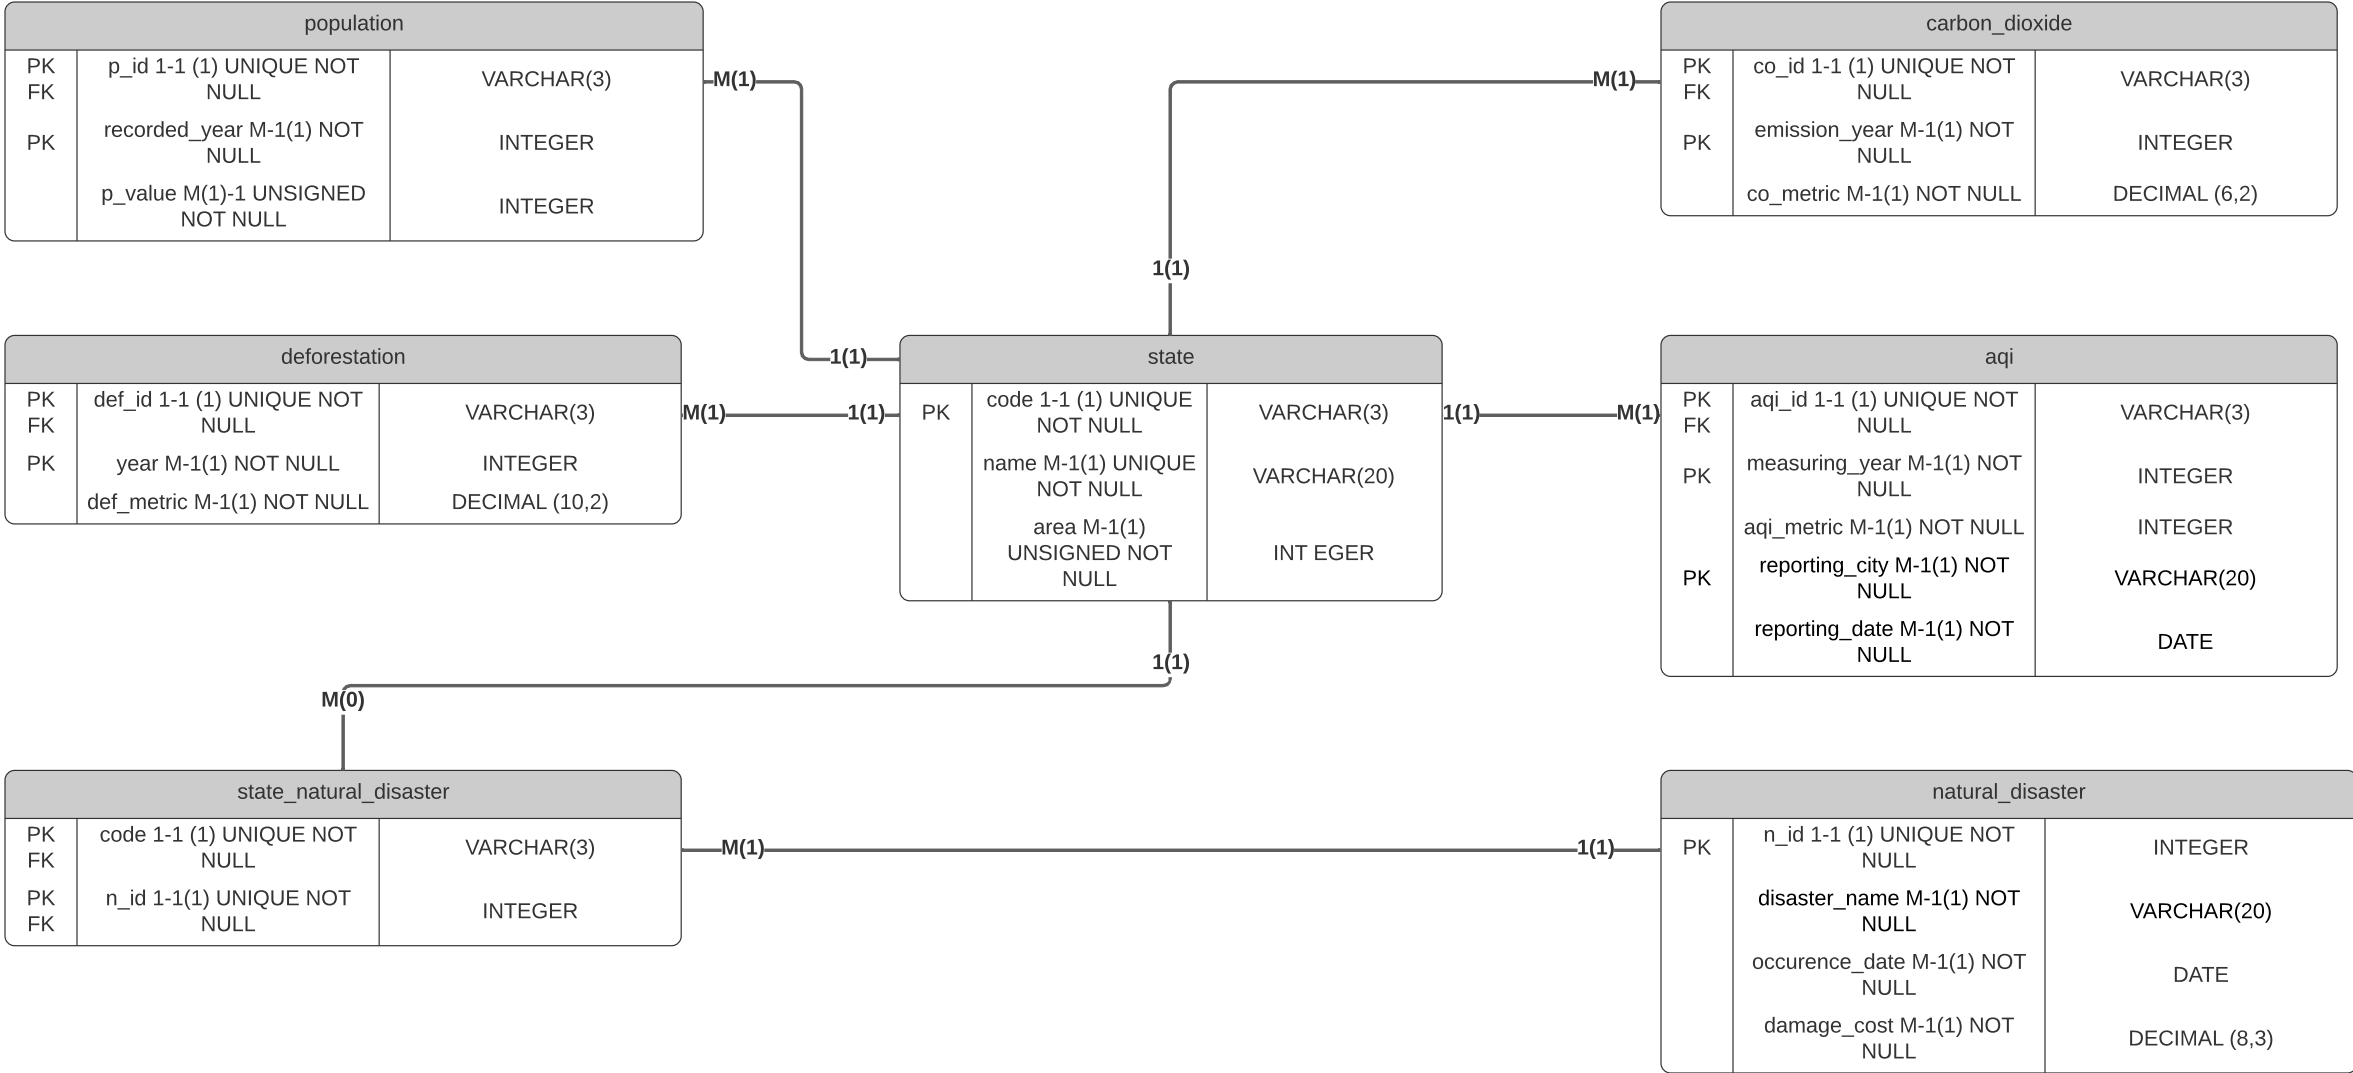 population
PK
FK
p_id 1-1 (1) UNIQUE NOT
NULL
VARCHAR(3)
PK
recorded_year M-1(1) NOT
NULL
INTEGER
p_value M(1)-1 UNSIGNED
NOT NULL
INTEGER
M(1)
1(1)
carbon_dioxide
PK
FK
co_id 1-1 (1) UNIQUE NOT
NULL
VARCHAR(3)
PK
emission_year M-1(1) NOT
NULL
INTEGER
co_metric M-1(1) NOT NULL
DECIMAL (6,2)
M(1)
1(1)
deforestation
PK
FK
def_id 1-1 (1) UNIQUE NOT
NULL
VARCHAR(3)
PK
year M-1(1) NOT NULL
INTEGER
def_metric M-1(1) NOT NULL
DECIMAL (10,2)
M(1)
1(1)
state
PK
code 1-1 (1) UNIQUE
NOT NULL
VARCHAR(3)
name M-1(1) UNIQUE
NOT NULL
VARCHAR(20)
area M-1(1)
UNSIGNED NOT
NULL
INT EGER
1(1)
M(1)
aqi
PK
FK
aqi_id 1-1 (1) UNIQUE NOT
NULL
VARCHAR(3)
PK
measuring_year M-1(1) NOT
NULL
INTEGER
aqi_metric M-1(1) NOT NULL
INTEGER
PK
reporting_city M-1(1) NOT
NULL
VARCHAR(20)
reporting_date M-1(1) NOT
NULL
DATE
1(1)
M(0)
state_natural_disaster
PK
FK
code 1-1 (1) UNIQUE NOT
NULL
VARCHAR(3)
PK
FK
n_id 1-1(1) UNIQUE NOT
NULL
INTEGER
M(1)
1(1)
natural_disaster
PK
n_id 1-1 (1) UNIQUE NOT
NULL
INTEGER
disaster_name M-1(1) NOT
NULL
VARCHAR(20)
occurence_date M-1(1) NOT
NULL
DATE
damage_cost M-1(1) NOT
NULL
DECIMAL (8,3)